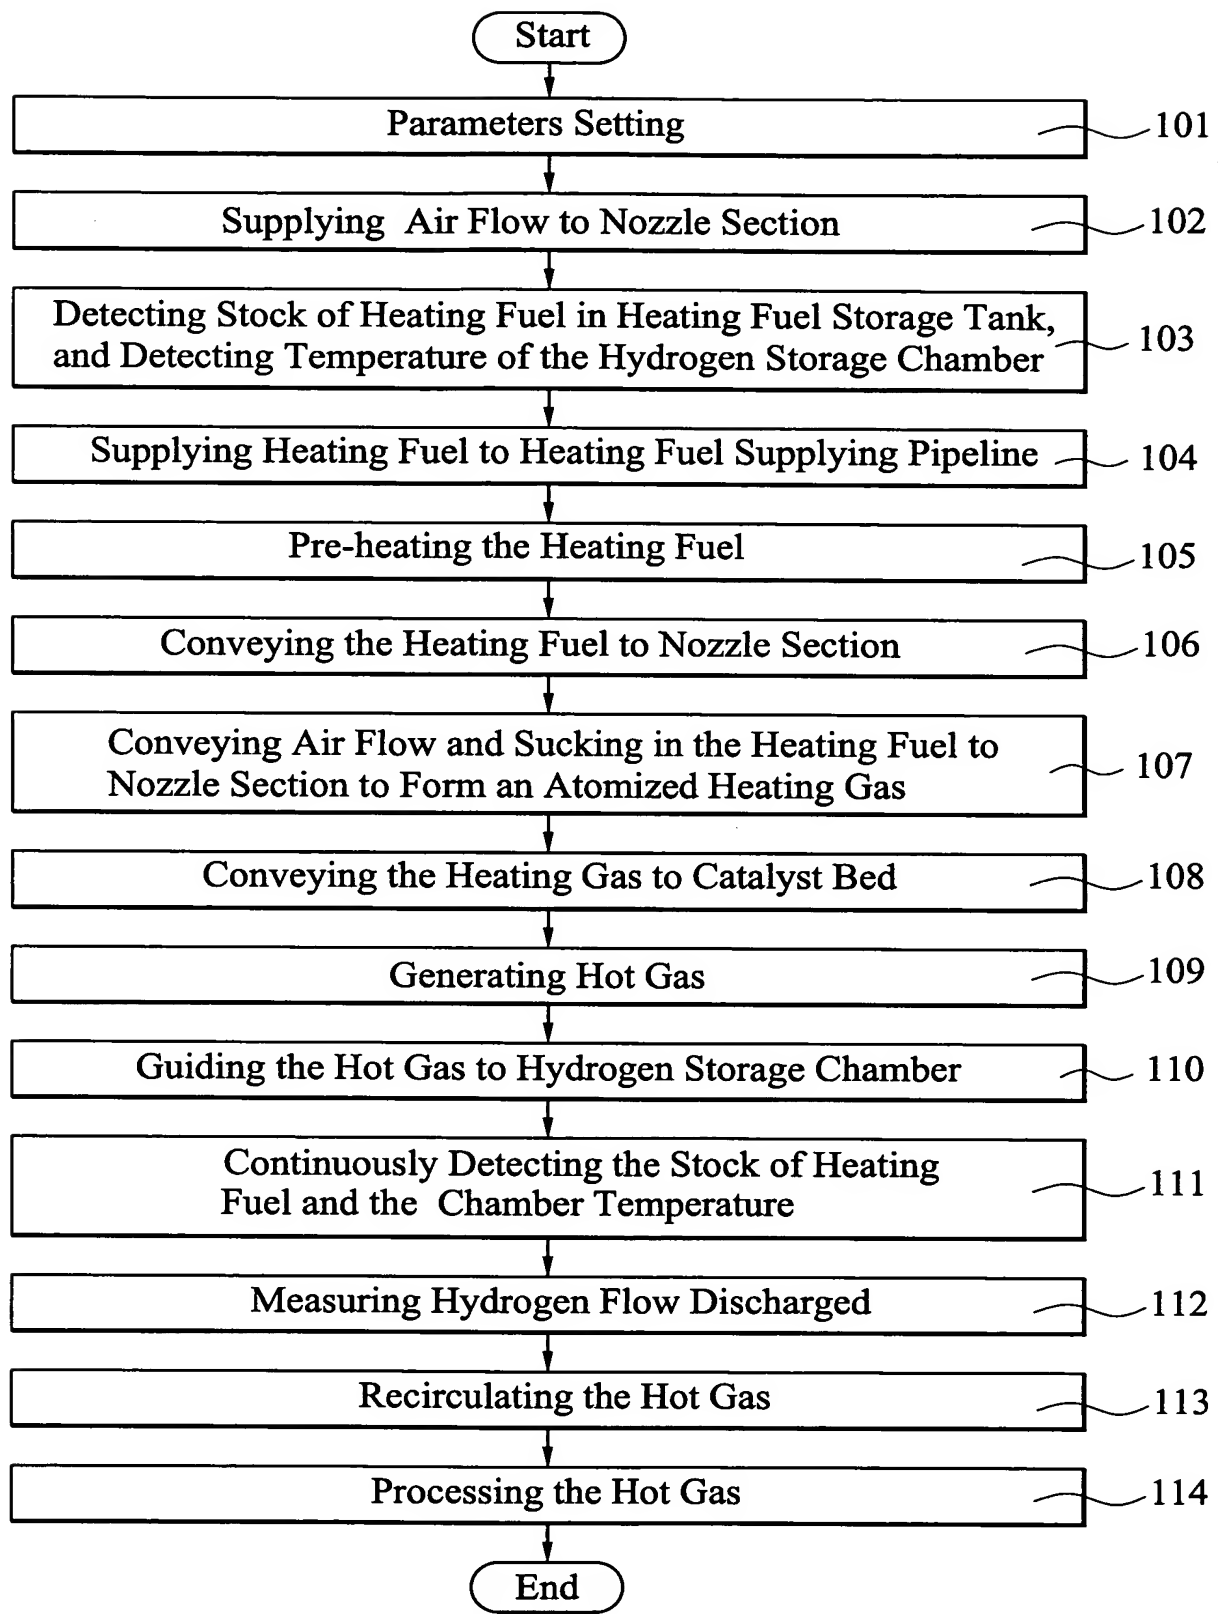 Start
Parameters Setting
101
Supplying Air Flow to Nozzle Section
102
Detecting Stock of Heating Fuel in Heating Fuel Storage Tank,
and Detecting Temperature of the Hydrogen Storage Chamber
103
Supplying Heating Fuel to Heating Fuel Supplying Pipeline
104
Pre-heating the Heating Fuel
105
Conveying the Heating Fuel to Nozzle Section
106
Conveying Air Flow and Sucking in the Heating Fuel to
Nozzle Section to Form an Atomized Heating Gas
107
Conveying the Heating Gas to Catalyst Bed
108
Generating Hot Gas
109
Guiding the Hot Gas to Hydrogen Storage Chamber
110
Continuously Detecting the Stock of Heating
Fuel and the Chamber Temperature
111
Measuring Hydrogen Flow Discharged
112
Recirculating the Hot Gas
113
Processing the Hot Gas
114
End